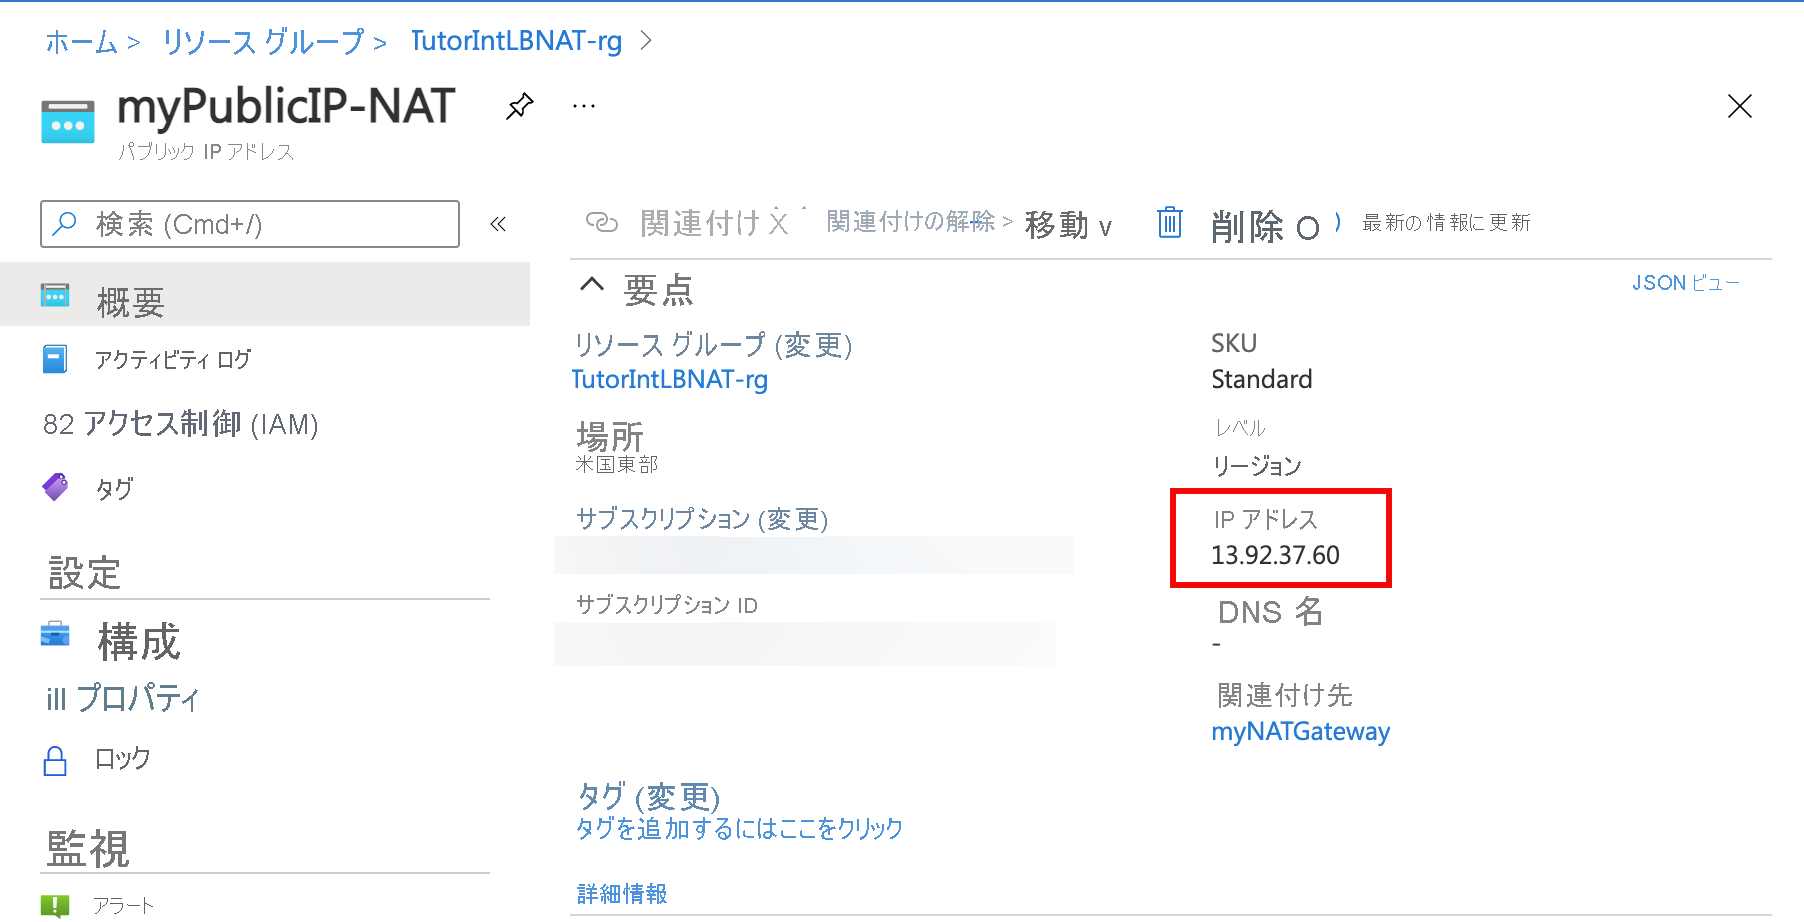 ホーム > リソース グループ > TutorIntLBNAT-rg >
myPublicIP-NAT
パブリック IP アドレス
検索 (Cmd+/)
«
関連付け X 関連付けの解除 > 移動 v 削除 O 最新の情報に更新
概要
アクティビティ ログ
82 アクセス制御 (IAM)
タグ
設定
構成
ill プロパティ
ロック
監視
アラート
要点
JSON ビュー
リソース グループ (変更)
TutorIntLBNAT-rg
場所
米国東部
サブスクリプション (変更)
サブスクリプション ID
SKU
Standard
レベル
リージョン
IP アドレス
13.92.37.60
DNS 名
-
関連付け先
myNATGateway
タグ (変更)
タグを追加するにはここをクリック
詳細情報